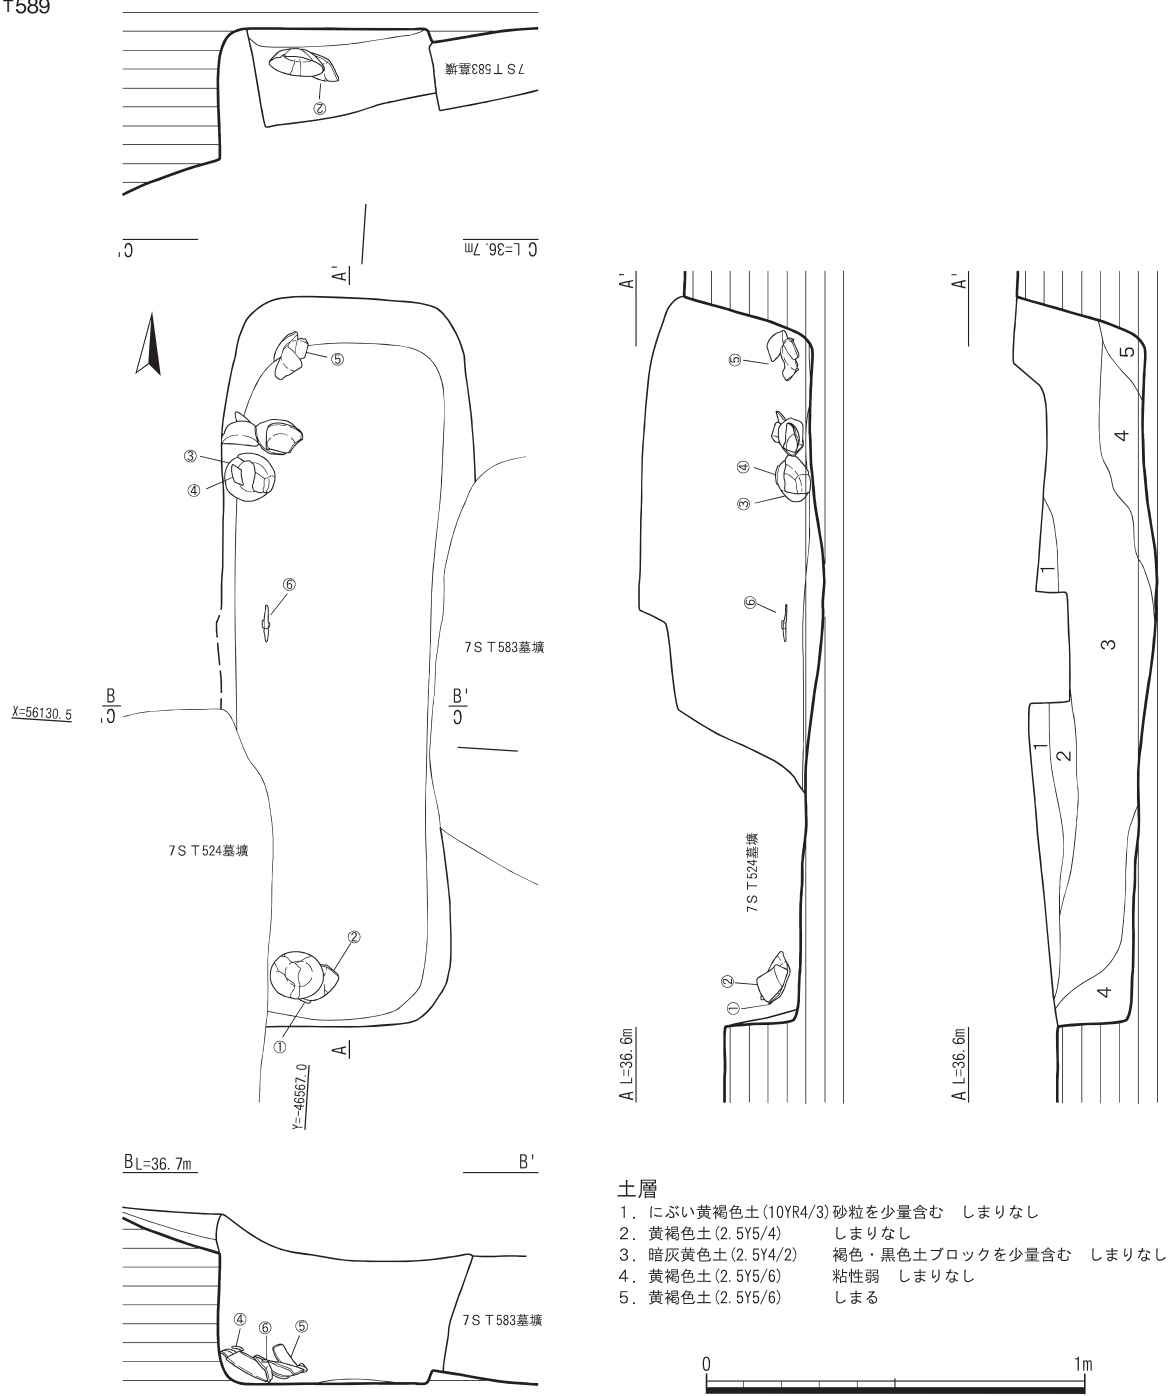 T589
7ST583墓壙
②
C'
C L=36.7m
A'
⑤
③
④
⑥
7ST583墓壙
X=56130.5
B
C'
B'
C
7ST524墓壙
②
①
A
Y=-46567.0
A'
⑤
④
③
⑥
7ST524墓壙
②
①
A L=36.6m
A'
5
4
1
3
1
2
4
A L=36.6m
B L=36.7m
B'
④
⑥
⑤
7ST583墓壙
土層
1. にぶい黄褐色土(10YR4/3) 砂粒を少量含む しまりなし
2. 黄褐色土(2.5Y5/4) しまりなし
3. 暗灰黄色土(2.5Y4/2) 褐色・黒色土ブロックを少量含む しまりなし
4. 黄褐色土(2.5Y5/6) 粘性弱 しまりなし
5. 黄褐色土(2.5Y5/6) しまる
0 1m